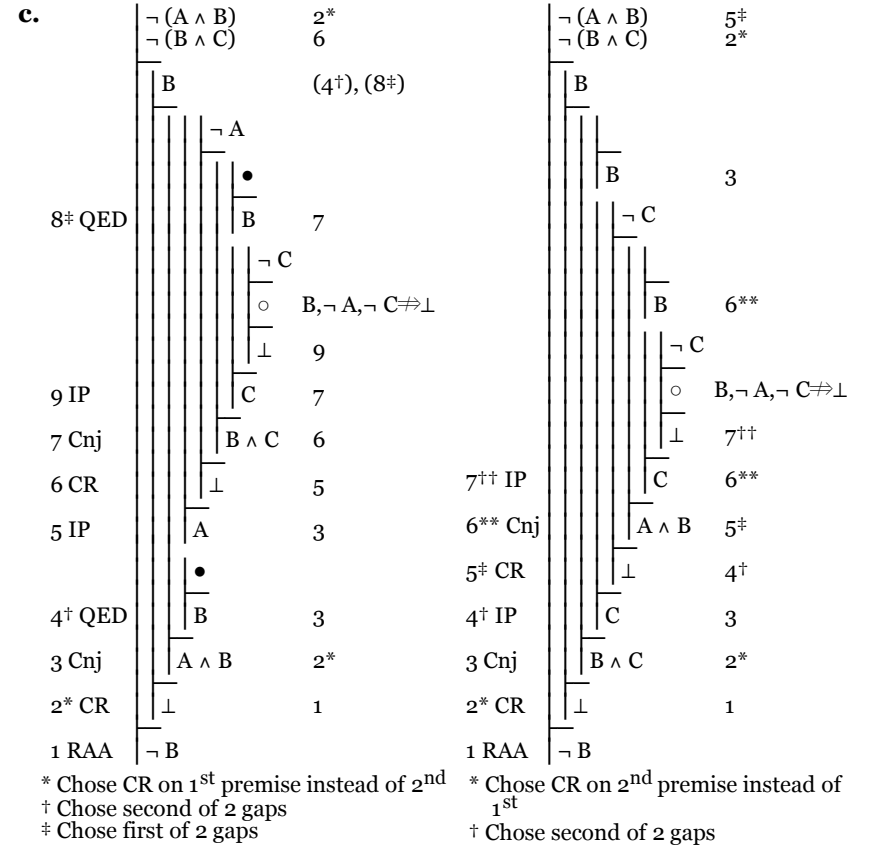 c.
¬ (A ∧ B) 2*
¬ (B ∧ C) 6
B (4†), (8‡)
¬ A
●
8‡ QED B 7
¬ C
○ B,¬ A,¬ C⇏⊥
⊥ 9
9 IP C 7
7 Cnj B ∧ C 6
6 CR ⊥ 5
5 IP A 3
●
4† QED B 3
3 Cnj A ∧ B 2*
2* CR ⊥ 1
1 RAA ¬ B
* Chose CR on 1st premise instead of 2nd
† Chose second of 2 gaps
‡ Chose first of 2 gaps
¬ (A ∧ B) 5‡
¬ (B ∧ C) 2*
B
B 3
¬ C
B 6**
¬ C
○ B,¬ A,¬ C⇏⊥
⊥ 7††
7†† IP C 6**
6** Cnj A ∧ B 5‡
5‡ CR ⊥ 4†
4† IP C 3
3 Cnj B ∧ C 2*
2* CR ⊥ 1
1 RAA ¬ B
* Chose CR on 2nd premise instead of
1st
† Chose second of 2 gaps